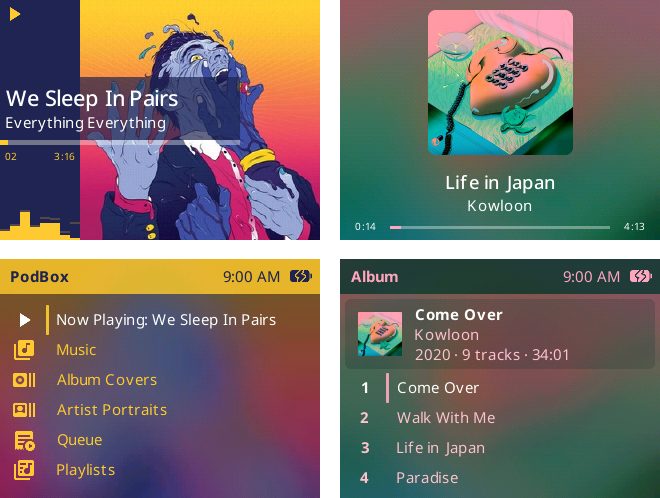 We Sleep In Pairs
Everything Everything
02 3:16
Life in Japan
Kowloon
0:14 4:13
PodBox 9:00 AM
Now Playing: We Sleep In Pairs
Music
Album Covers
Artist Portraits
Queue
Playlists
Album 9:00 AM
Come Over
Kowloon
2020 · 9 tracks · 34:01
1 Come Over
2 Walk With Me
3 Life in Japan
4 Paradise